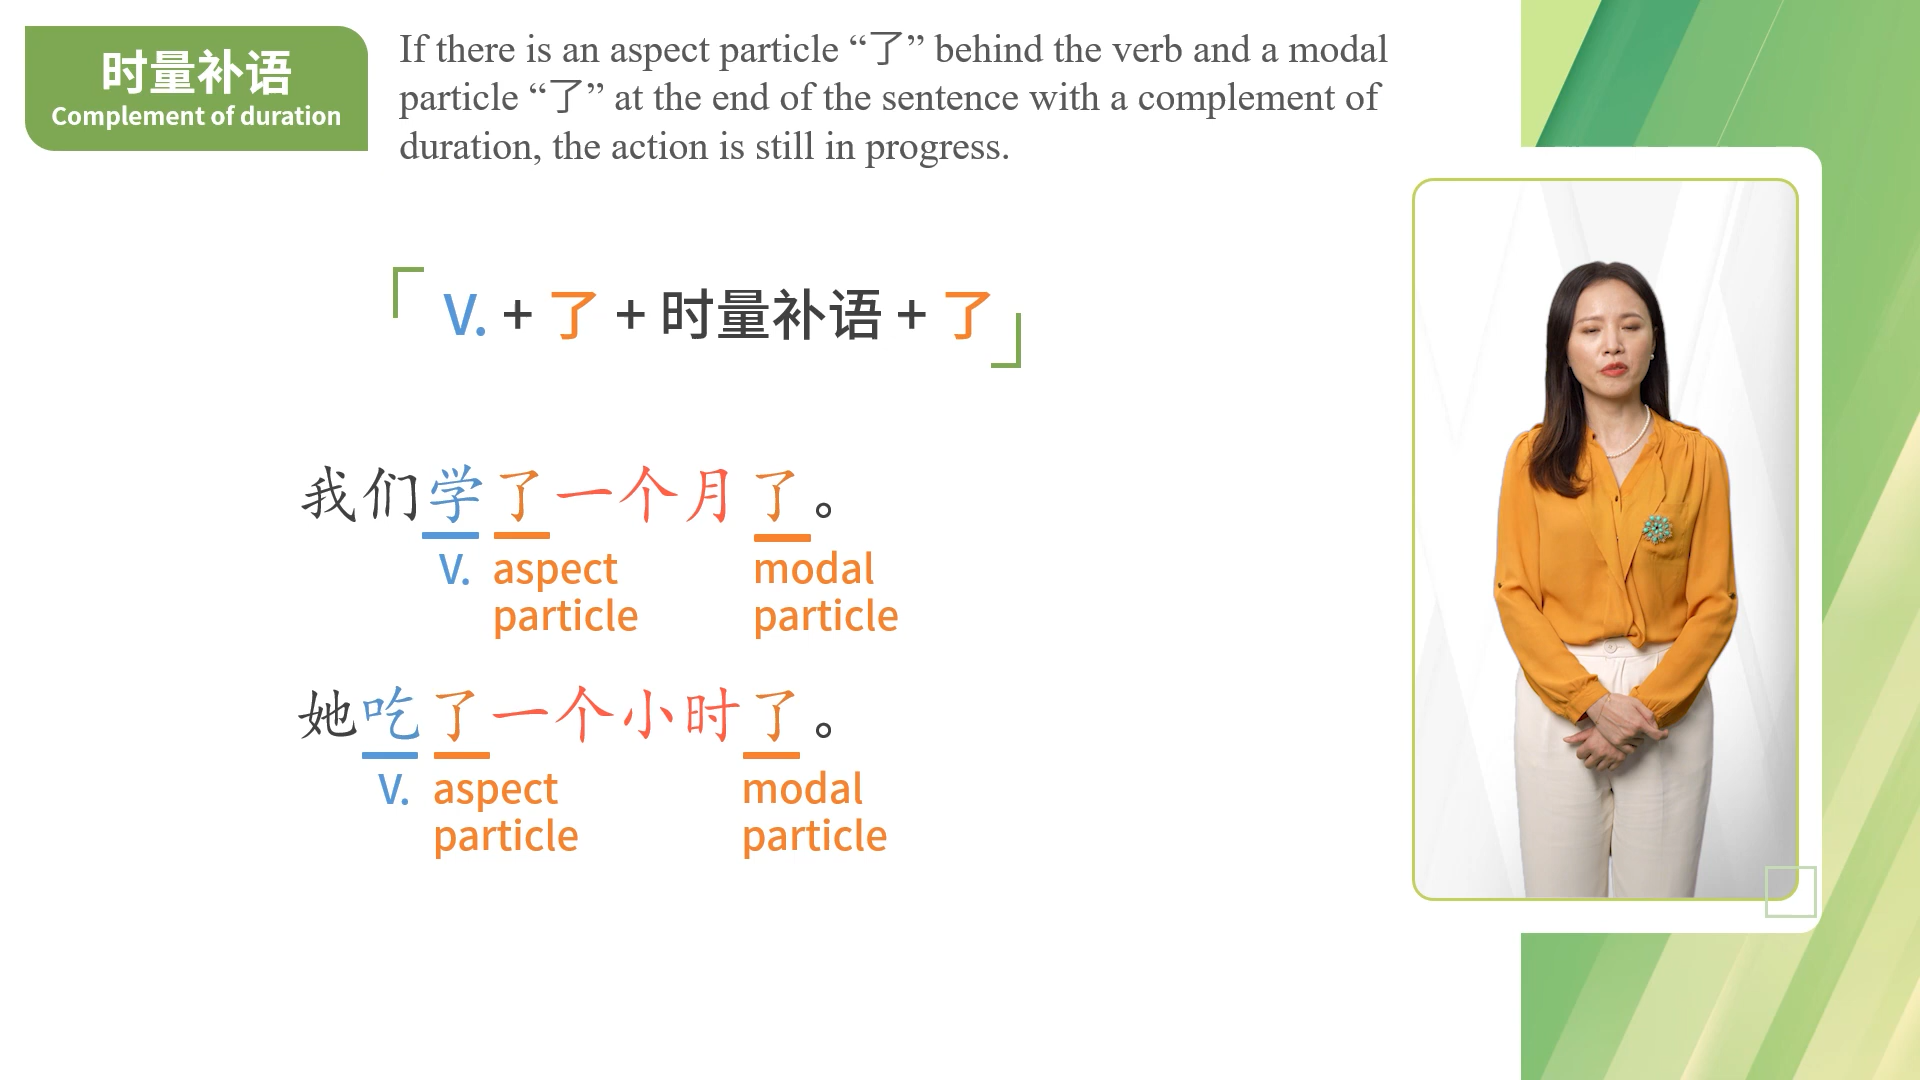 时量补语
Complement of duration
If there is an aspect particle “了” behind the verb and a modal
particle “了” at the end of the sentence with a complement of
duration, the action is still in progress.
「V. + 了 + 时量补语 + 了」
我们学了一个月了。
V. aspect particle modal particle
她吃了一个小时了。
V. aspect particle modal particle